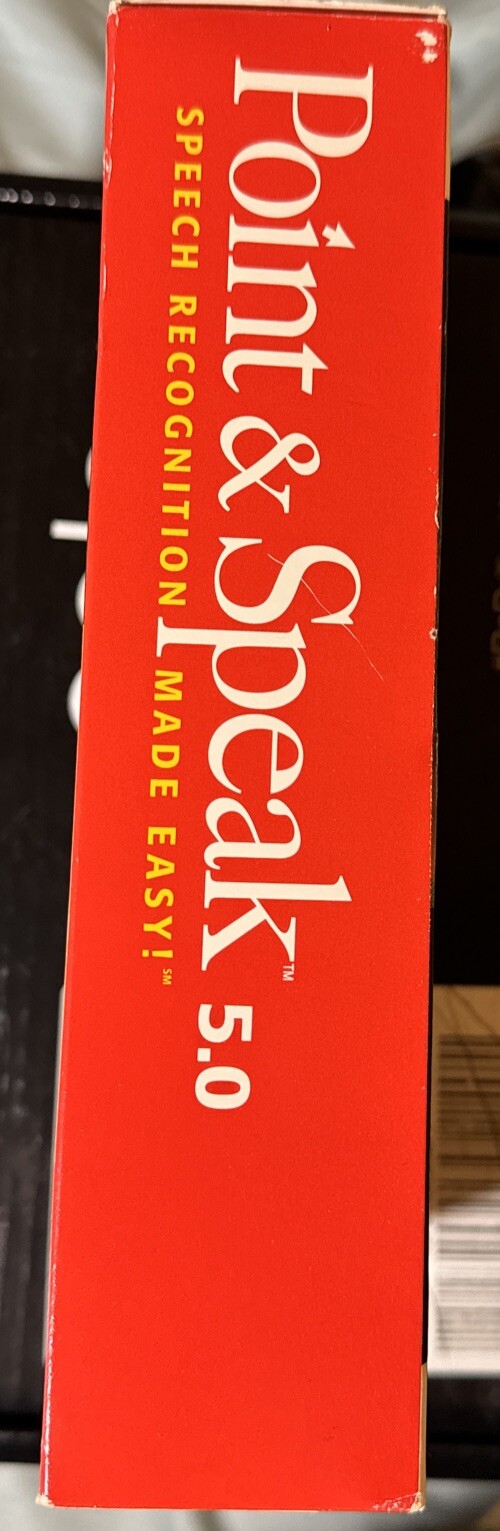 Point & Speak™ 5.0
SPEECH RECOGNITION MADE EASY!℠